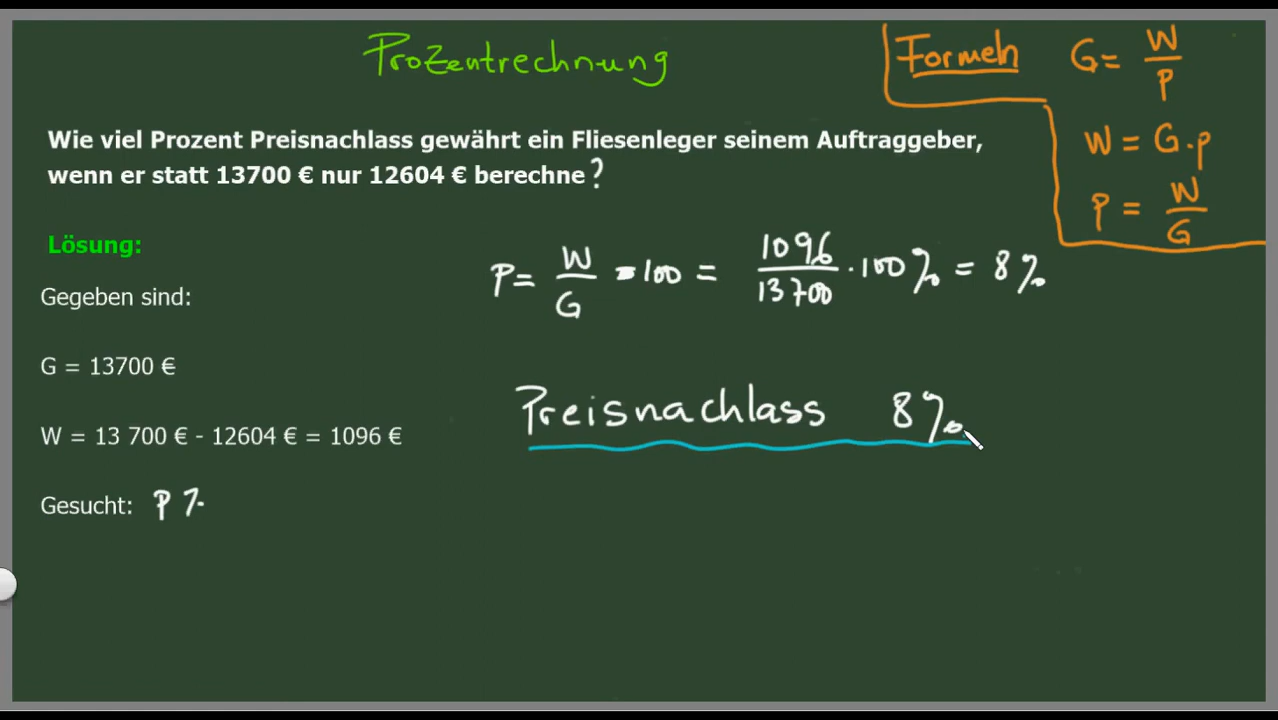 Prozentrechnung
Formeln
G = W/P
W = G · p
P = W/G
Wie viel Prozent Preisnachlass gewährt ein Fliesenleger seinem Auftraggeber,
wenn er statt 13700 € nur 12604 € berechne?
Lösung:
P = W/G · 100 = 1096/13700 · 100% = 8%
Gegeben sind:
G = 13700 €
Preisnachlass 8%
W = 13 700 € - 12604 € = 1096 €
Gesucht: P %